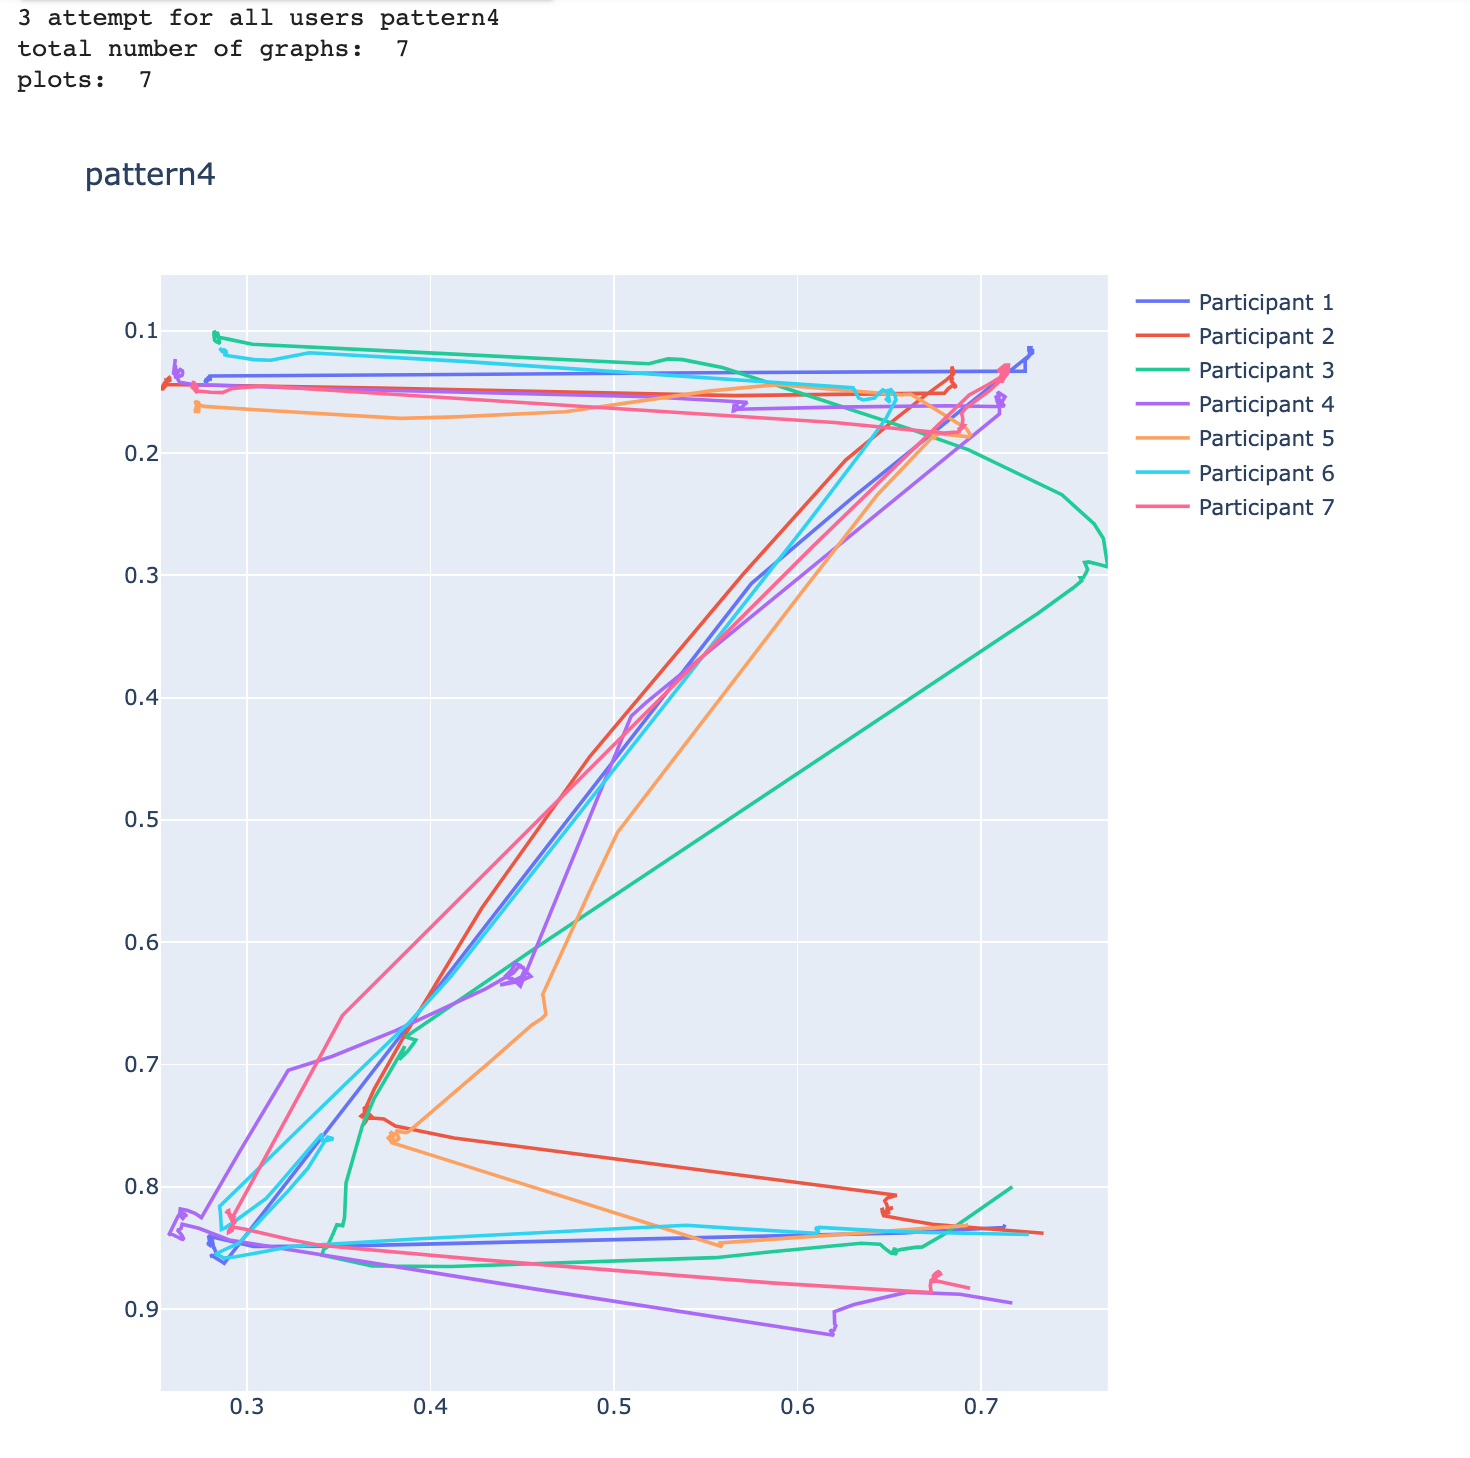 3 attempt for all users pattern4
total number of graphs:  7
plots:  7
pattern4
0.1
0.2
0.3
0.4
0.5
0.6
0.7
0.8
0.9
0.3
0.4
0.5
0.6
0.7
Participant 1
Participant 2
Participant 3
Participant 4
Participant 5
Participant 6
Participant 7